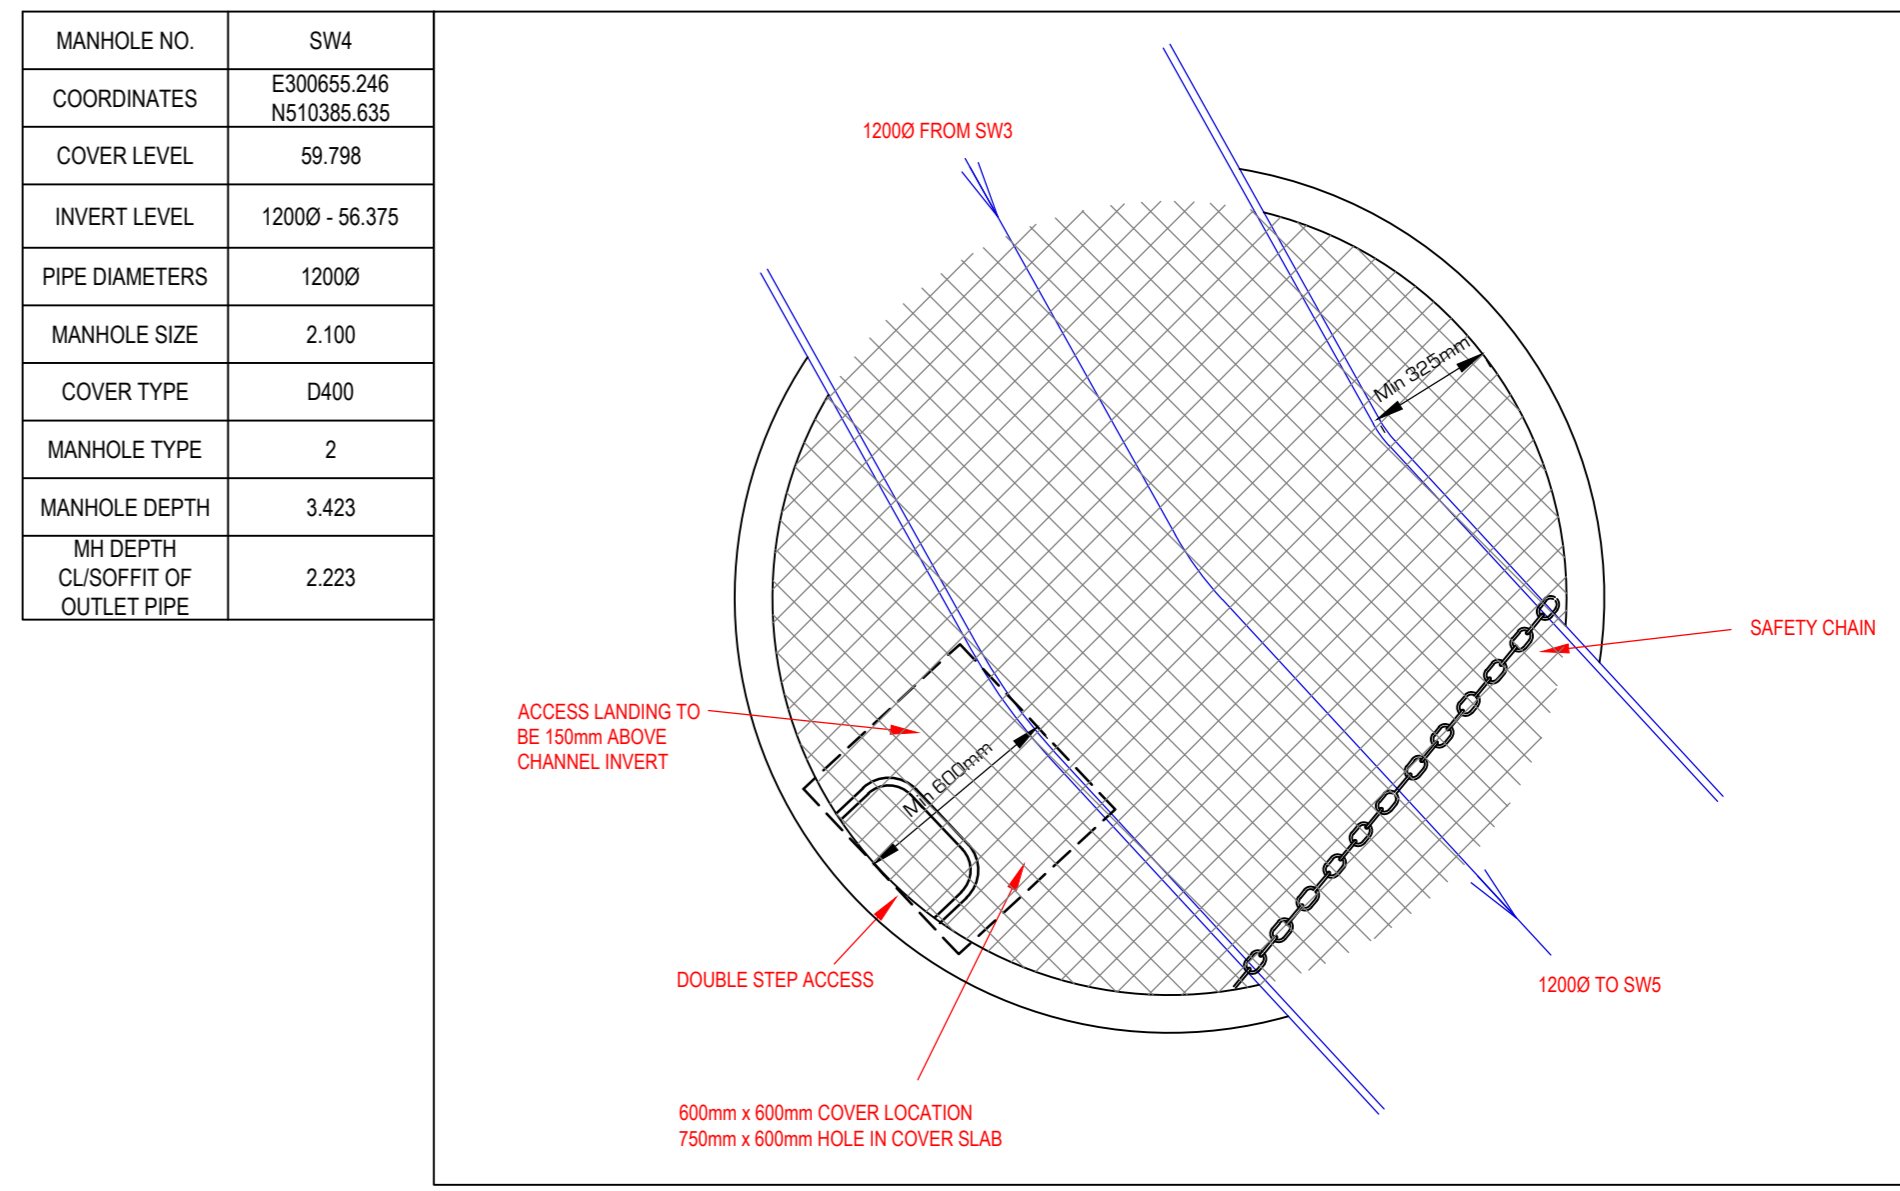 MANHOLE NO. SW4
COORDINATES E300655.246
N510385.635
COVER LEVEL 59.798
INVERT LEVEL 1200Ø - 56.375
PIPE DIAMETERS 1200Ø
MANHOLE SIZE 2.100
COVER TYPE D400
MANHOLE TYPE 2
MANHOLE DEPTH 3.423
MH DEPTH
CL/SOFFIT OF 2.223
OUTLET PIPE
1200Ø FROM SW3
Min 325mm
SAFETY CHAIN
ACCESS LANDING TO
BE 150mm ABOVE
CHANNEL INVERT
Min 600mm
DOUBLE STEP ACCESS
1200Ø TO SW5
600mm x 600mm COVER LOCATION
750mm x 600mm HOLE IN COVER SLAB